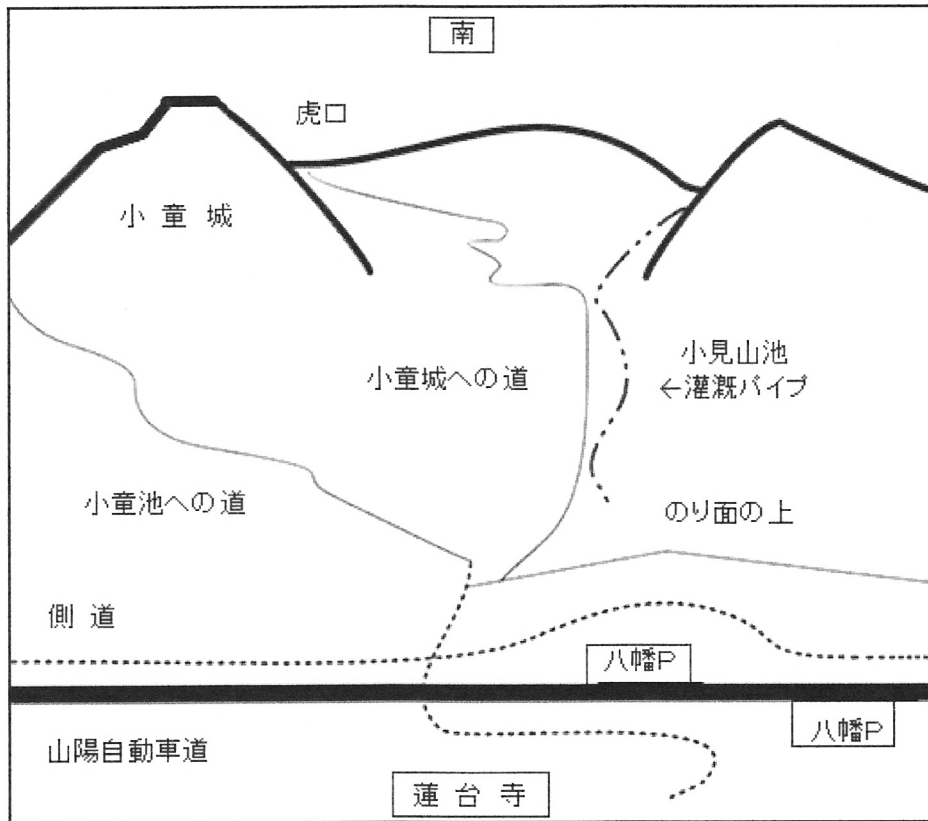 南
虎口
小童城
小見山池
小童城への道
←灌漑パイプ
小童池への道
のり面の上
側道
八幡P
八幡P
山陽自動車道
蓮台寺